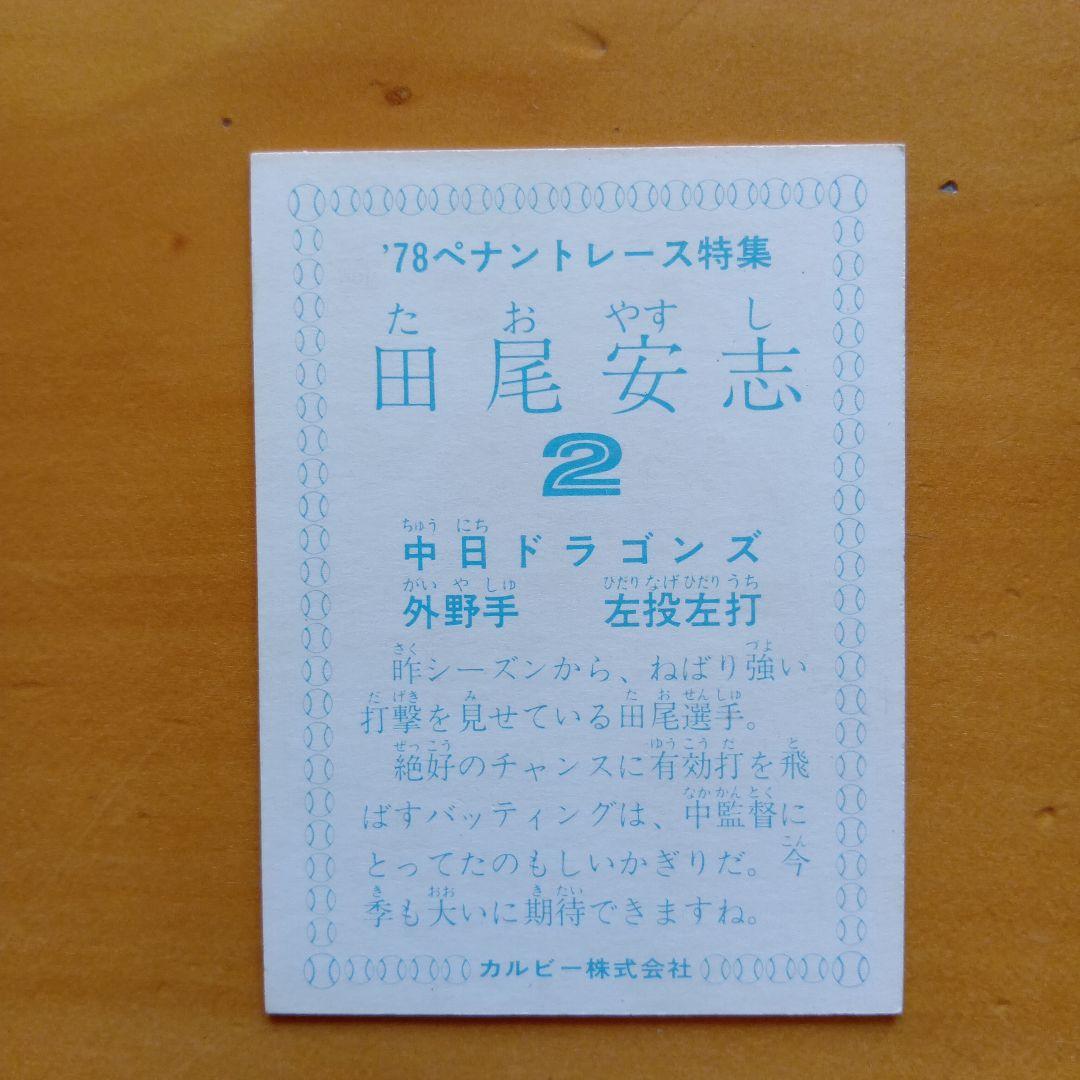 '78ペナントレース特集
た お やす し
田尾安志
2
ちゅう にち
中日ドラゴンズ
がい や しゅ ひだり なげ ひだり うち
外野手 左投左打
さく づよ
昨シーズンから、ねばり強い
だ げき み た お せん しゅ
打撃を見せている田尾選手。
ぜっこう ゆうこう だ と
絶好のチャンスに有効打を飛
なか かん とく
ばすバッティングは、中監督に
こん
とってたのもしいかぎりだ。今
き おお き たい
季も大いに期待できますね。
カルビー株式会社